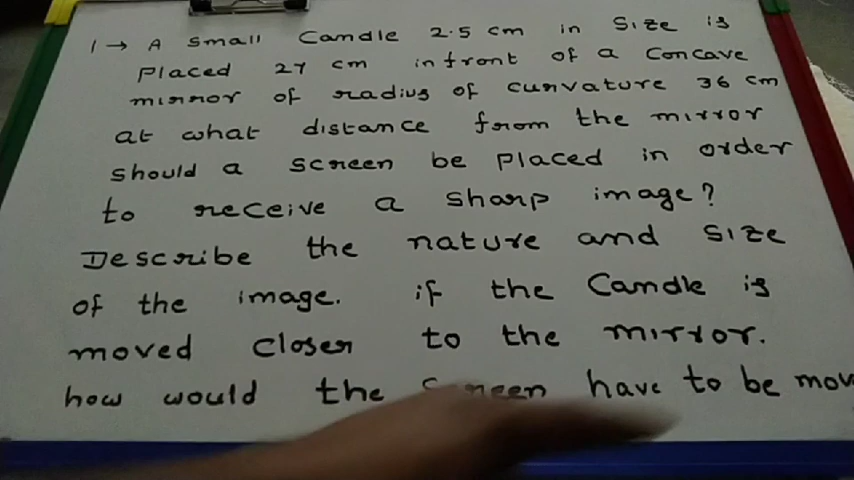 1 → A small Candle 2.5 cm in Size is
Placed 27 cm infront of a Concave
mirror of radius of curvature 36 cm
at what distance from the mirror
should a screen be placed in order
to receive a sharp image?
Describe the nature and size
of the image. if the Candle is
moved closer to the mirror.
how would the Screen have to be mov